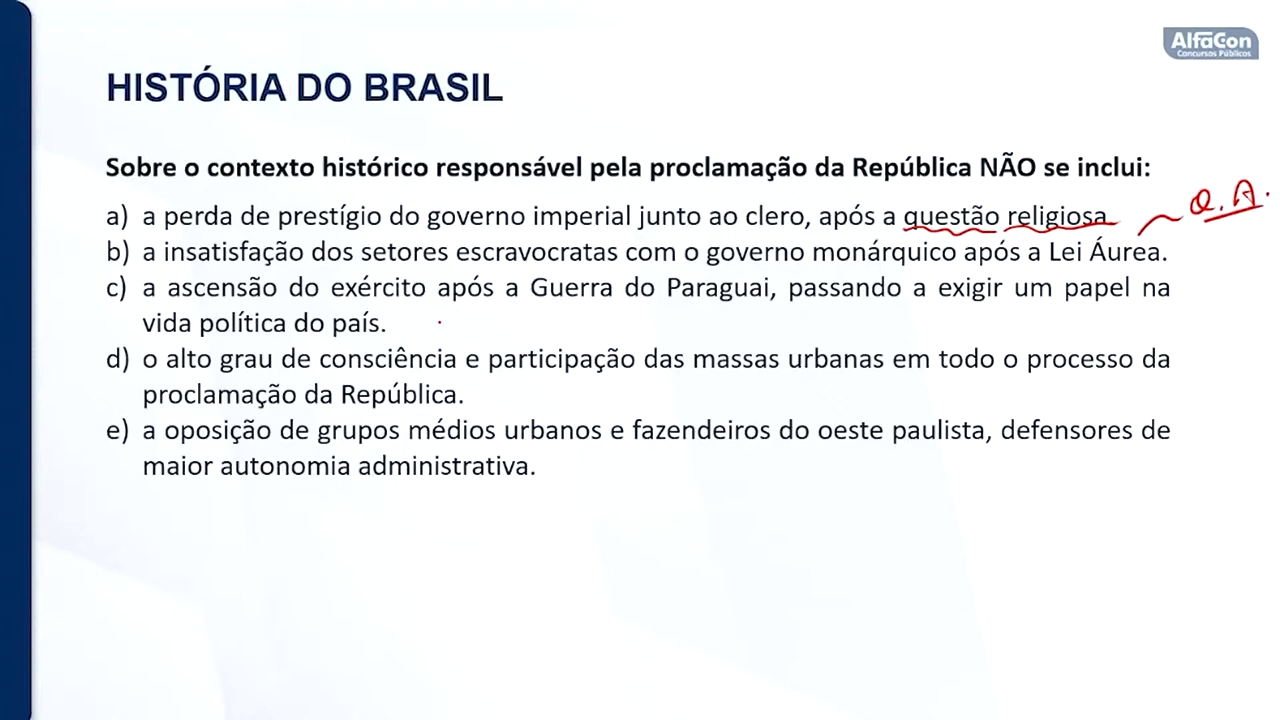 AlfaCon
Concursos Públicos
HISTÓRIA DO BRASIL
Sobre o contexto histórico responsável pela proclamação da República NÃO se inclui:
a) a perda de prestígio do governo imperial junto ao clero, após a questão religiosa.
Q.A.
b) a insatisfação dos setores escravocratas com o governo monárquico após a Lei Áurea.
c) a ascensão do exército após a Guerra do Paraguai, passando a exigir um papel na
vida política do país.
d) o alto grau de consciência e participação das massas urbanas em todo o processo da
proclamação da República.
e) a oposição de grupos médios urbanos e fazendeiros do oeste paulista, defensores de
maior autonomia administrativa.